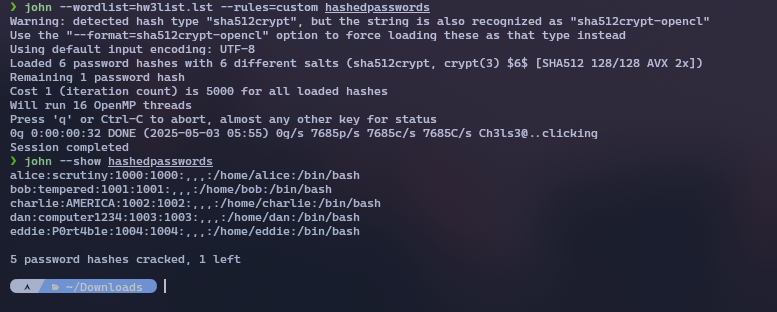 ❯ john --wordlist=hw3list.lst --rules=custom hashedpasswords
Warning: detected hash type "sha512crypt", but the string is also recognized as "sha512crypt-opencl"
Use the "--format=sha512crypt-opencl" option to force loading these as that type instead
Using default input encoding: UTF-8
Loaded 6 password hashes with 6 different salts (sha512crypt, crypt(3) $6$ [SHA512 128/128 AVX 2x])
Remaining 1 password hash
Cost 1 (iteration count) is 5000 for all loaded hashes
Will run 16 OpenMP threads
Press 'q' or Ctrl-C to abort, almost any other key for status
0g 0:00:00:32 DONE (2025-05-03 05:55) 0g/s 7685p/s 7685c/s 7685C/s Ch3ls3@..clicking
Session completed
❯ john --show hashedpasswords
alice:scrutiny:1000:1000:,,,:/home/alice:/bin/bash
bob:tempered:1001:1001:,,,:/home/bob:/bin/bash
charlie:AMERICA:1002:1002:,,,:/home/charlie:/bin/bash
dan:computer1234:1003:1003:,,,:/home/dan:/bin/bash
eddie:P0rt4b1e:1004:1004:,,,:/home/eddie:/bin/bash
5 password hashes cracked, 1 left
~/Downloads